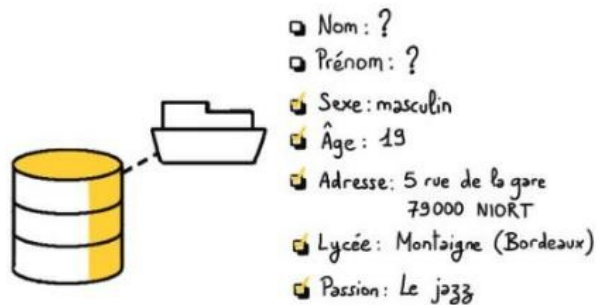 Nom : ?
Prénom : ?
Sexe : masculin
Âge : 19
Adresse : 5 rue de la gare
79000 NIORT
Lycée : Montaigne (Bordeaux)
Passion : Le jazz